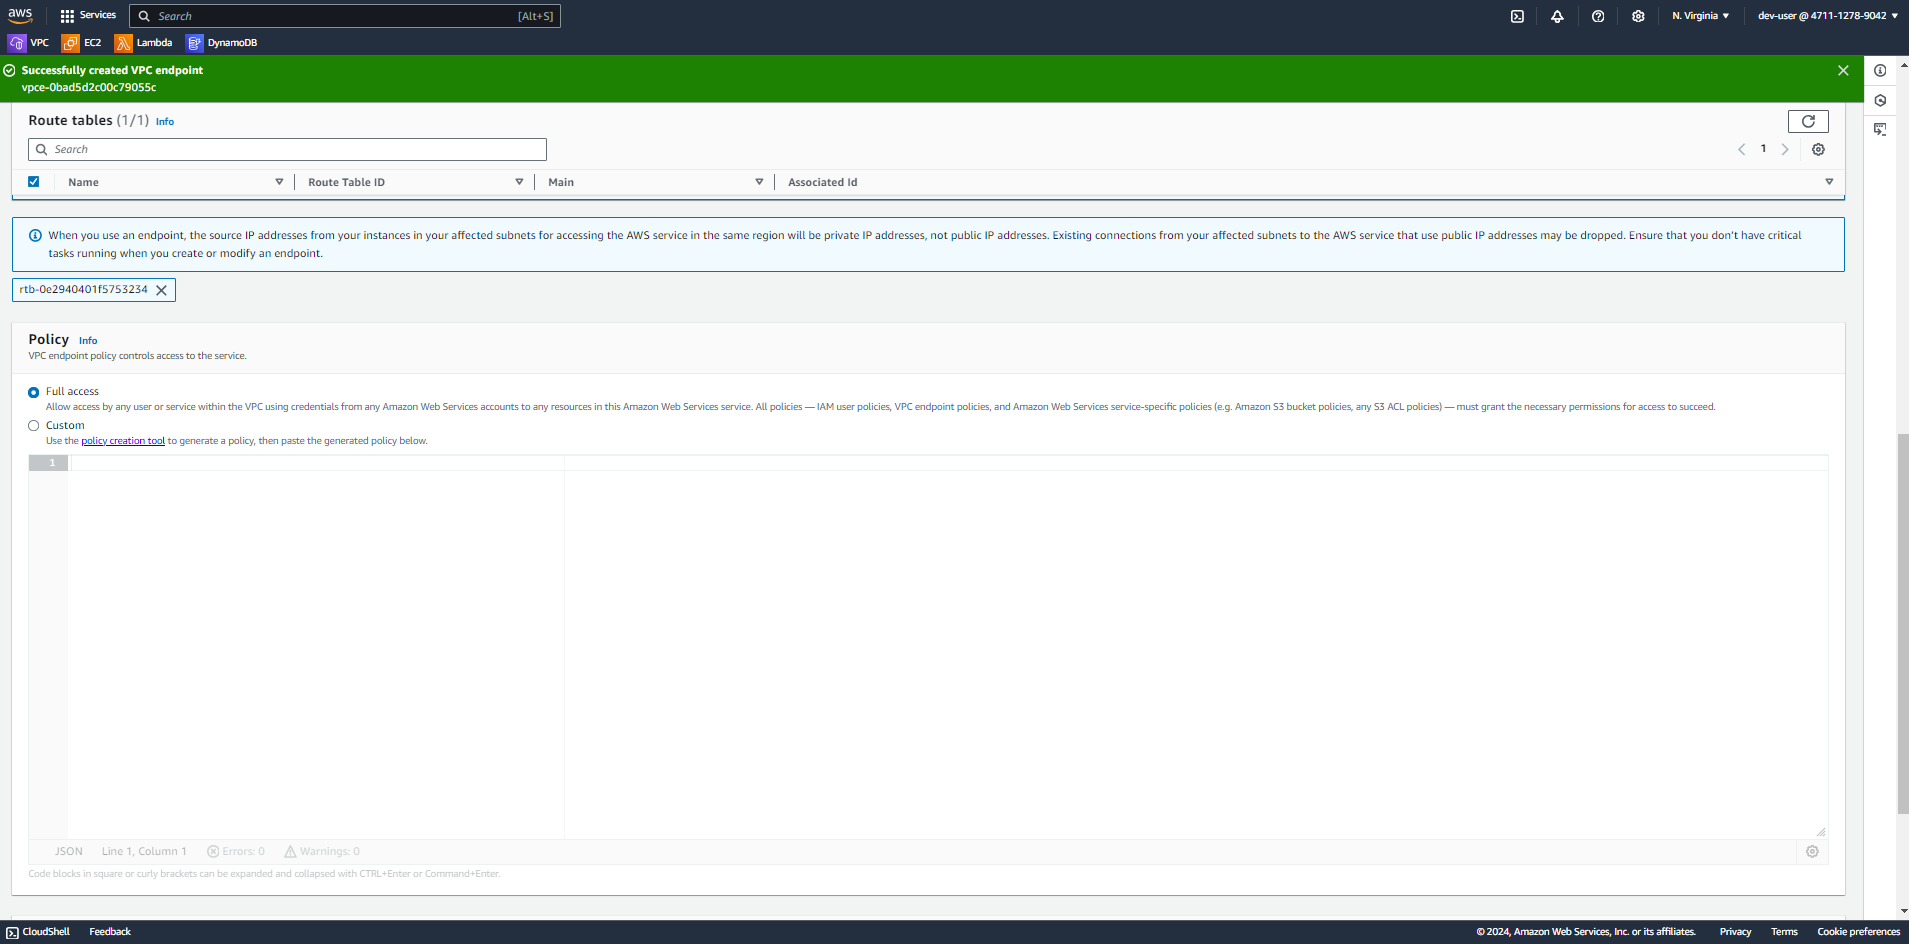 aws
Services
Search
[Alt+S]
N. Virginia
dev-user @ 4711-1278-9042
VPC
EC2
Lambda
DynamoDB
Successfully created VPC endpoint
vpce-0bad5d2c00c79055c
Route tables (1/1) Info
Search
1
Name
Route Table ID
Main
Associated Id
When you use an endpoint, the source IP addresses from your instances in your affected subnets for accessing the AWS service in the same region will be private IP addresses, not public IP addresses. Existing connections from your affected subnets to the AWS service that use public IP addresses may be dropped. Ensure that you don't have critical
tasks running when you create or modify an endpoint.
rtb-0e2940401f5753234
Policy Info
VPC endpoint policy controls access to the service.
Full access
Allow access by any user or service within the VPC using credentials from any Amazon Web Services accounts to any resources in this Amazon Web Services service. All policies — IAM user policies, VPC endpoint policies, and Amazon Web Services service-specific policies (e.g. Amazon S3 bucket policies, any S3 ACL policies) — must grant the necessary permissions for access to succeed.
Custom
Use the policy creation tool to generate a policy, then paste the generated policy below.
1
JSON
Line 1, Column 1
Errors: 0
Warnings: 0
Code blocks in square or curly brackets can be expanded and collapsed with CTRL+Enter or Command+Enter.
CloudShell
Feedback
© 2024, Amazon Web Services, Inc. or its affiliates.
Privacy
Terms
Cookie preferences